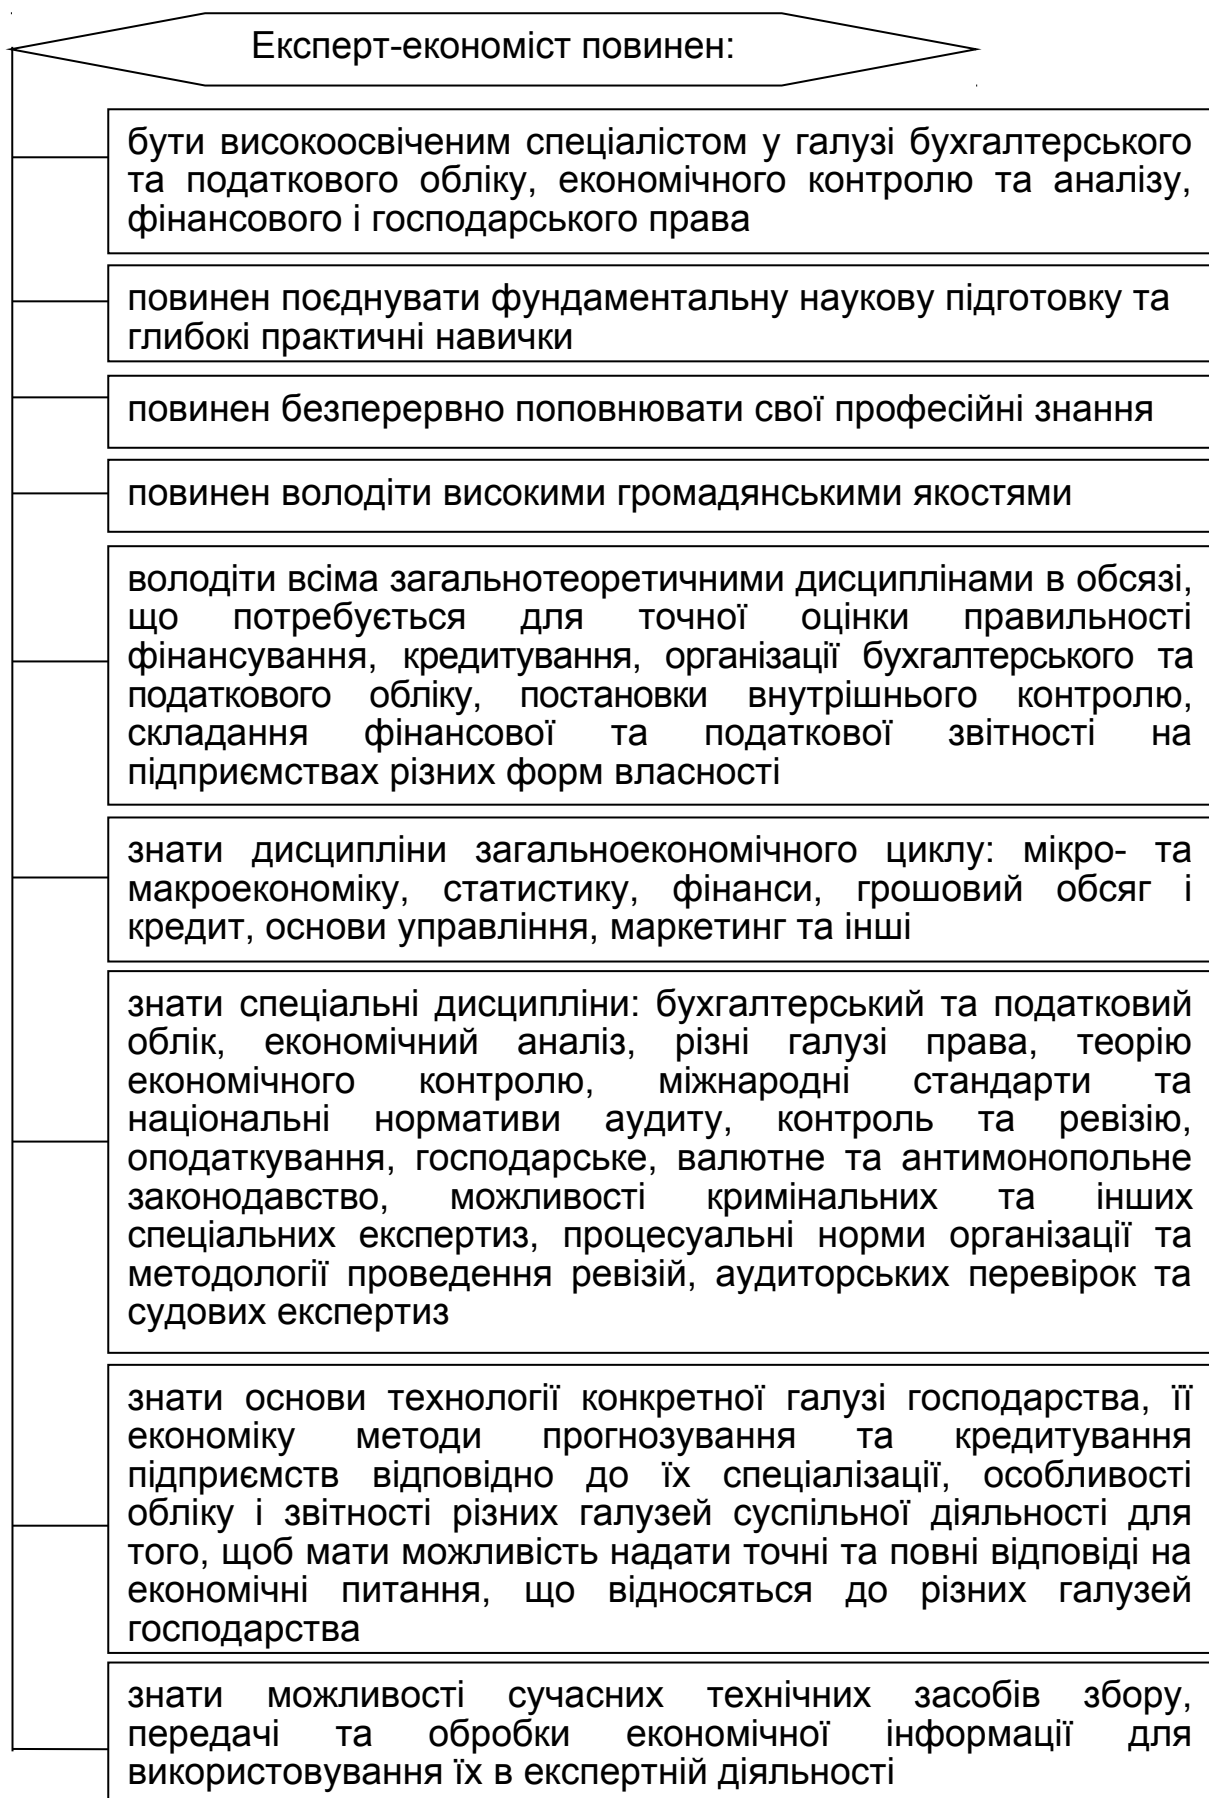 Експерт-економіст повинен:
бути високоосвіченим спеціалістом у галузі бухгалтерського
та податкового обліку, економічного контролю та аналізу,
фінансового і господарського права
повинен поєднувати фундаментальну наукову підготовку та
глибокі практичні навички
повинен безперервно поповнювати свої професійні знання
повинен володіти високими громадянськими якостями
володіти всіма загальнотеоретичними дисциплінами в обсязі,
що потребується для точної оцінки правильності
фінансування, кредитування, організації бухгалтерського та
податкового обліку, постановки внутрішнього контролю,
складання фінансової та податкової звітності на
підприємствах різних форм власності
знати дисципліни загальноекономічного циклу: мікро- та
макроекономіку, статистику, фінанси, грошовий обсяг і
кредит, основи управління, маркетинг та інші
знати спеціальні дисципліни: бухгалтерський та податковий
облік, економічний аналіз, різні галузі права, теорію
економічного контролю, міжнародні стандарти та
національні нормативи аудиту, контроль та ревізію,
оподаткування, господарське, валютне та антимонопольне
законодавство, можливості кримінальних та інших
спеціальних експертиз, процесуальні норми організації та
методології проведення ревізій, аудиторських перевірок та
судових експертиз
знати основи технології конкретної галузі господарства, її
економіку методи прогнозування та кредитування
підприємств відповідно до їх спеціалізації, особливості
обліку і звітності різних галузей суспільної діяльності для
того, щоб мати можливість надати точні та повні відповіді на
економічні питання, що відносяться до різних галузей
господарства
знати можливості сучасних технічних засобів збору,
передачі та обробки економічної інформації для
використовування їх в експертній діяльності